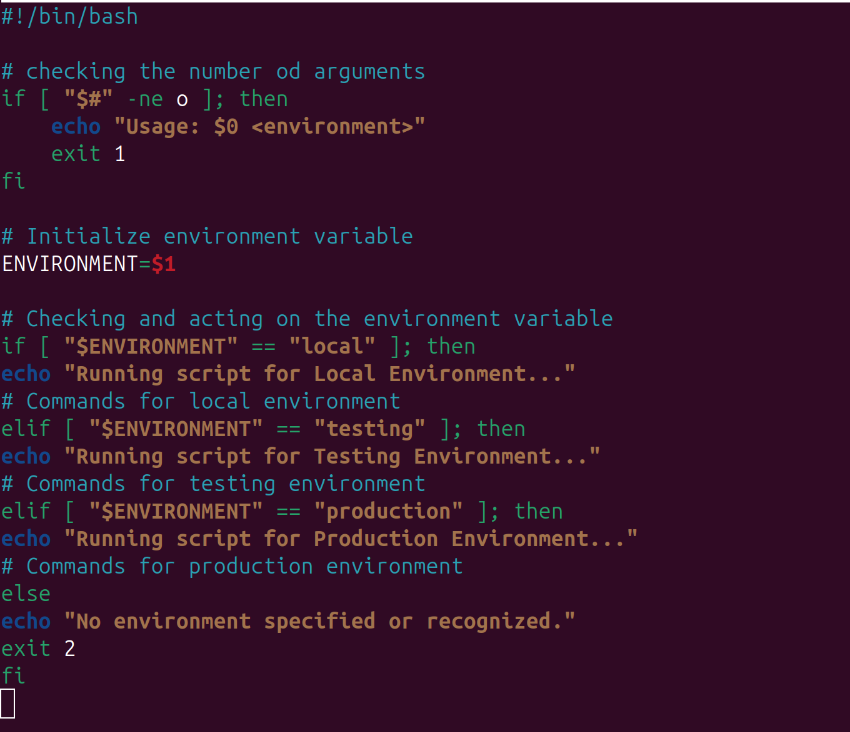 #!/bin/bash
# checking the number od arguments
if [ "$#" -ne o ]; then
    echo "Usage: $0 <environment>"
    exit 1
fi
# Initialize environment variable
ENVIRONMENT=$1
# Checking and acting on the environment variable
if [ "$ENVIRONMENT" == "local" ]; then
echo "Running script for Local Environment..."
# Commands for local environment
elif [ "$ENVIRONMENT" == "testing" ]; then
echo "Running script for Testing Environment..."
# Commands for testing environment
elif [ "$ENVIRONMENT" == "production" ]; then
echo "Running script for Production Environment..."
# Commands for production environment
else
echo "No environment specified or recognized."
exit 2
fi